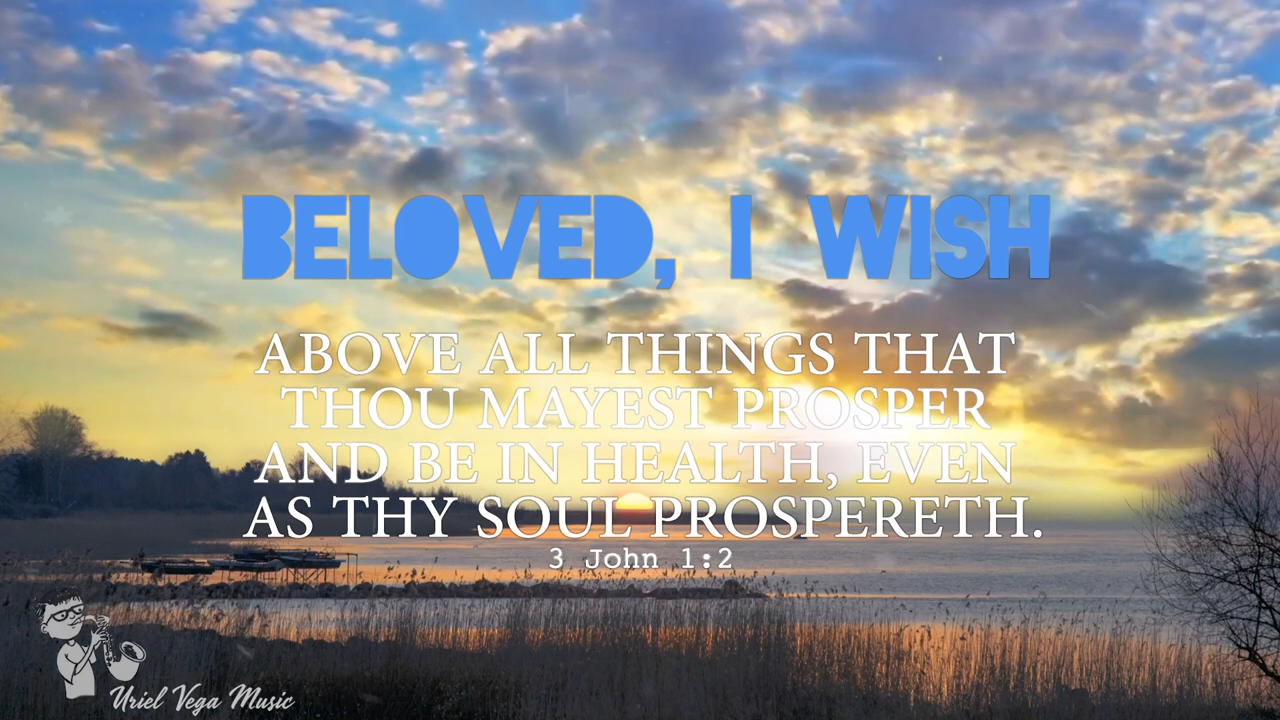 BELOVED, I WISH
ABOVE ALL THINGS THAT
THOU MAYEST PROSPER
AND BE IN HEALTH, EVEN
AS THY SOUL PROSPERETH.
3 John 1:2
Uriel Vega Music